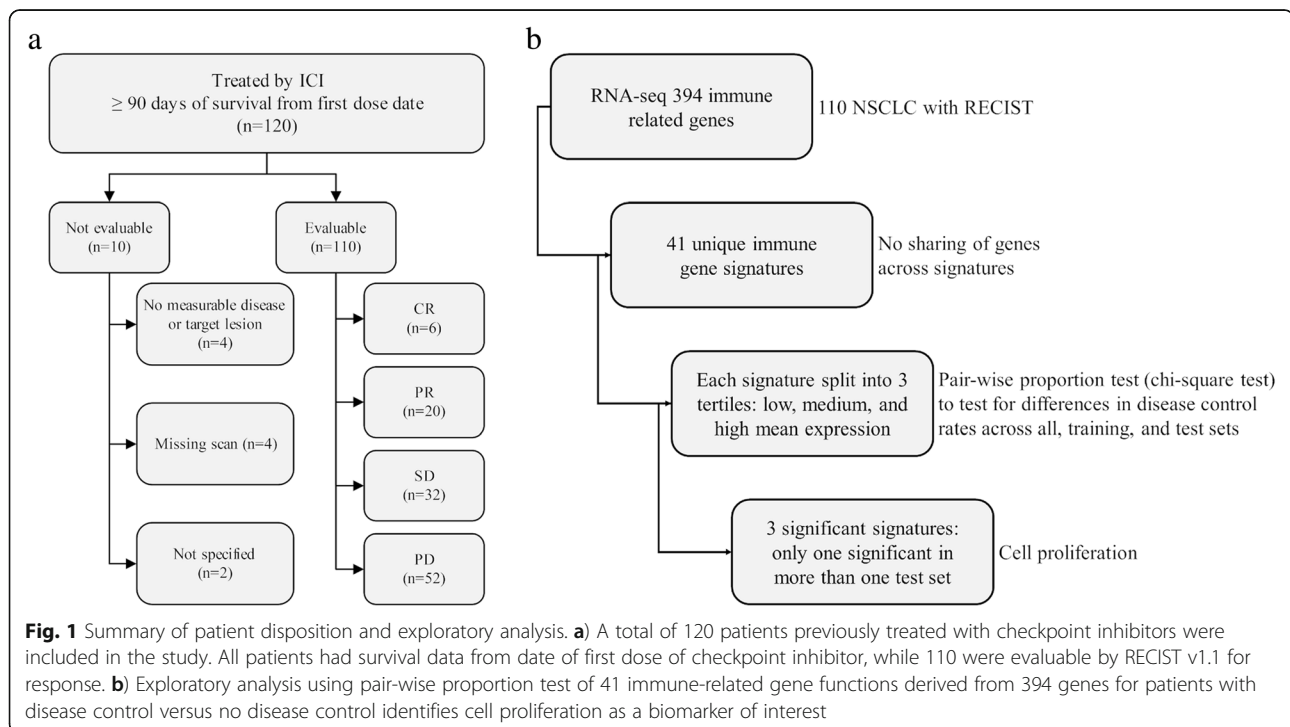 a
Treated by ICI
≥ 90 days of survival from first dose date
(n=120)
Not evaluable
(n=10)
Evaluable
(n=110)
No measurable disease
or target lesion
(n=4)
Missing scan (n=4)
Not specified
(n=2)
CR
(n=6)
PR
(n=20)
SD
(n=32)
PD
(n=52)
b
RNA-seq 394 immune
related genes
110 NSCLC with RECIST
41 unique immune
gene signatures
No sharing of genes
across signatures
Each signature split into 3
tertiles: low, medium, and
high mean expression
Pair-wise proportion test (chi-square test)
to test for differences in disease control
rates across all, training, and test sets
3 significant signatures:
only one significant in
more than one test set
Cell proliferation
Fig. 1 Summary of patient disposition and exploratory analysis. a) A total of 120 patients previously treated with checkpoint inhibitors were
included in the study. All patients had survival data from date of first dose of checkpoint inhibitor, while 110 were evaluable by RECIST v1.1 for
response. b) Exploratory analysis using pair-wise proportion test of 41 immune-related gene functions derived from 394 genes for patients with
disease control versus no disease control identifies cell proliferation as a biomarker of interest